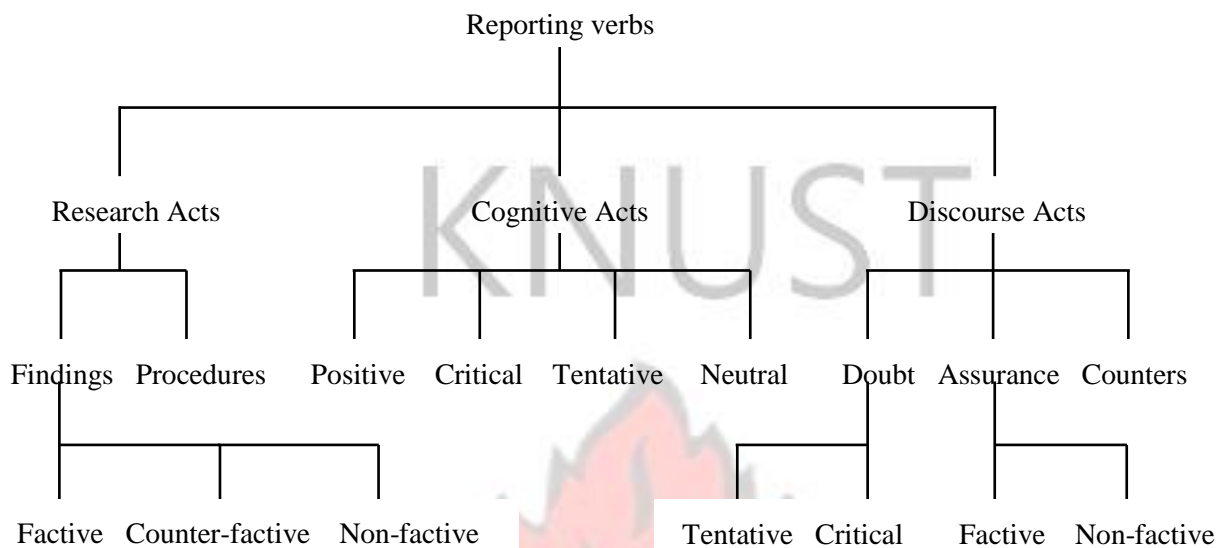 Reporting verbs
KNUST
Research Acts Cognitive Acts Discourse Acts
Findings Procedures Positive Critical Tentative Neutral Doubt Assurance Counters
Factive Counter-factive Non-factive Tentative Critical Factive Non-factive